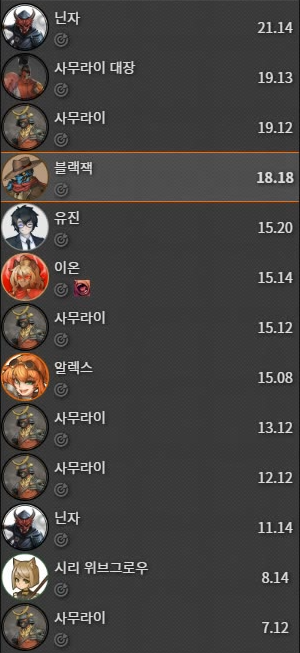 닌자
21.14
사무라이 대장
19.13
사무라이
19.12
블랙잭
18.18
유진
15.20
이온
15.14
사무라이
15.12
알렉스
15.08
사무라이
13.12
사무라이
12.12
닌자
11.14
시리 위브그로우
8.14
사무라이
7.12